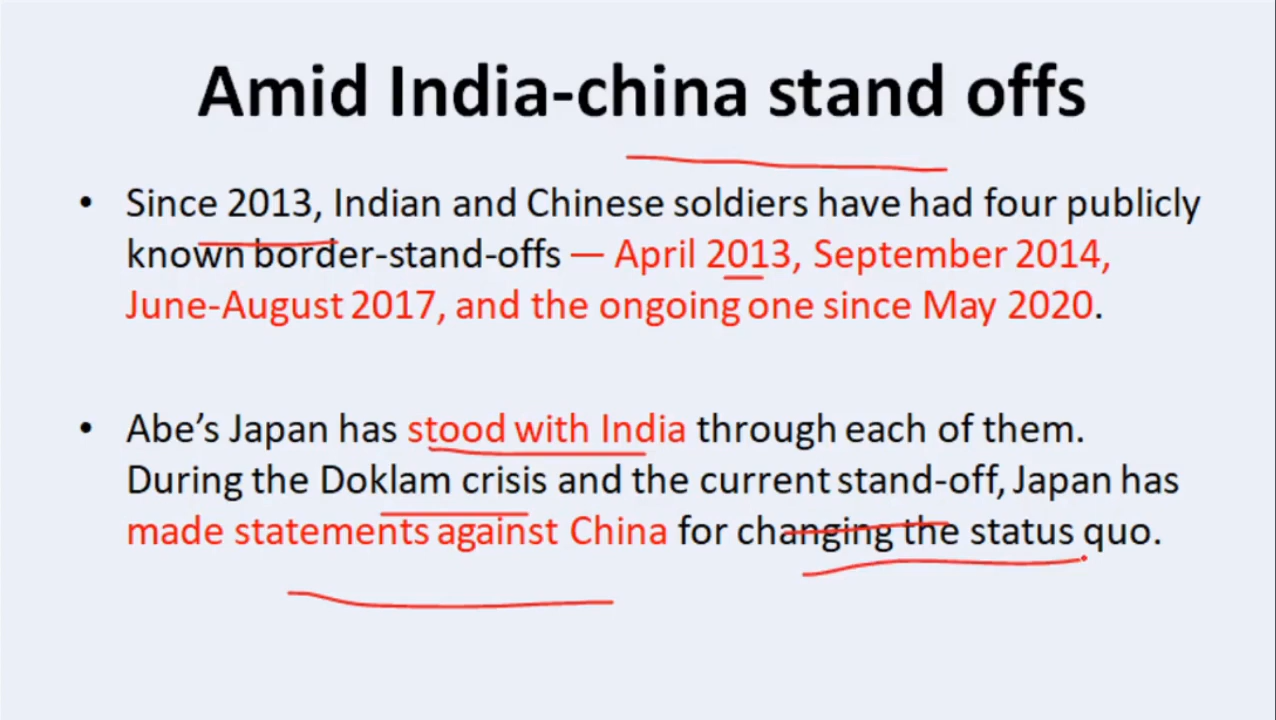 Amid India-china stand offs
• Since 2013, Indian and Chinese soldiers have had four publicly
known border-stand-offs — April 2013, September 2014,
June-August 2017, and the ongoing one since May 2020.
• Abe’s Japan has stood with India through each of them.
During the Doklam crisis and the current stand-off, Japan has
made statements against China for changing the status quo.